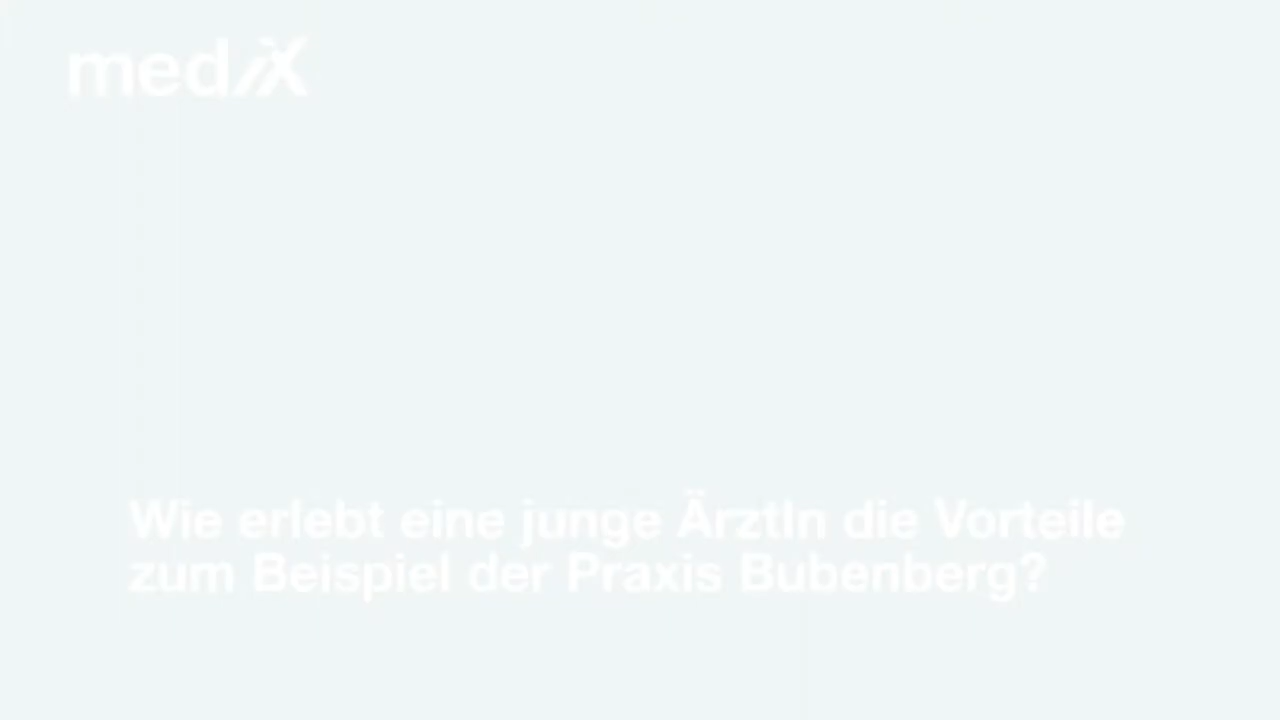 mediX
Wie erlebt eine junge ÄrztIn die Vorteile
zum Beispiel der Praxis Bubenberg?